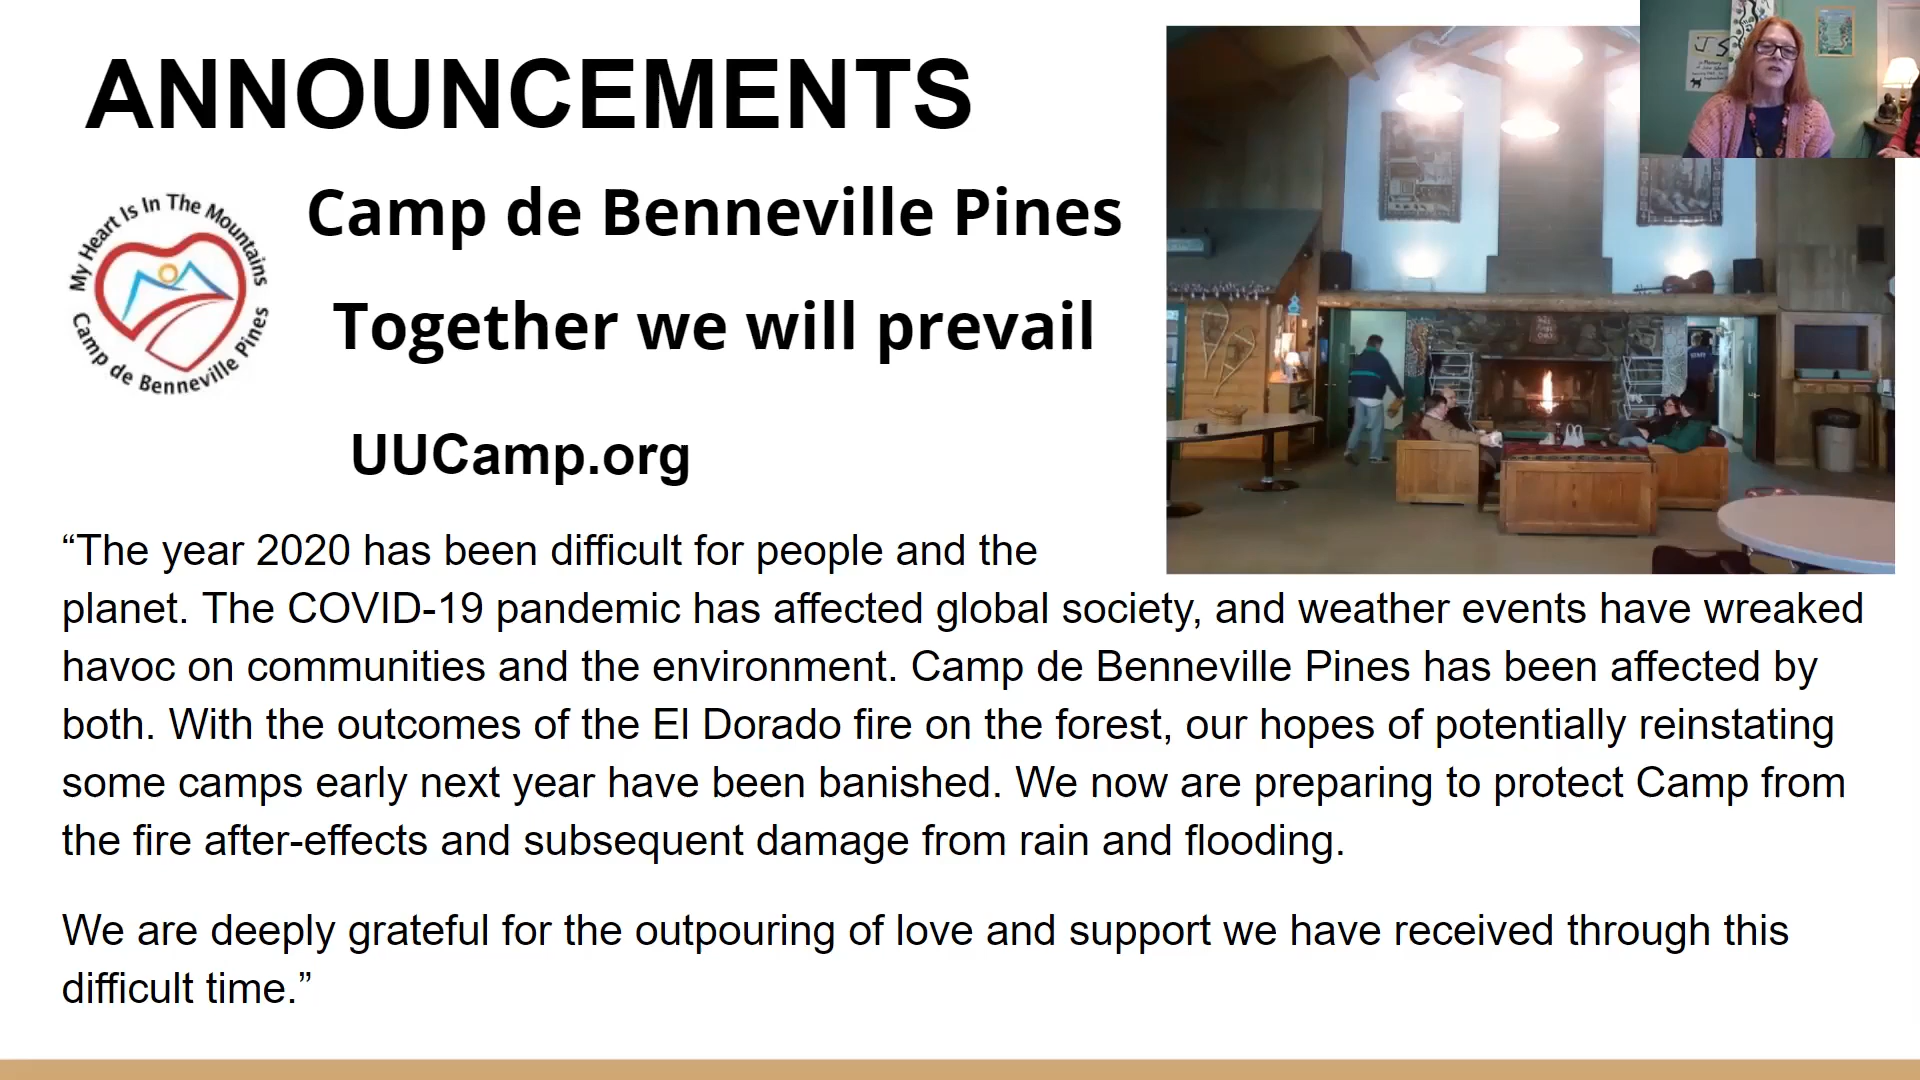 ANNOUNCEMENTS
My Heart Is In The Mountains
Camp de Benneville Pines
Camp de Benneville Pines
Together we will prevail
UUCamp.org
“The year 2020 has been difficult for people and the
planet. The COVID-19 pandemic has affected global society, and weather events have wreaked
havoc on communities and the environment. Camp de Benneville Pines has been affected by
both. With the outcomes of the El Dorado fire on the forest, our hopes of potentially reinstating
some camps early next year have been banished. We now are preparing to protect Camp from
the fire after-effects and subsequent damage from rain and flooding.
We are deeply grateful for the outpouring of love and support we have received through this
difficult time.”
STAFF